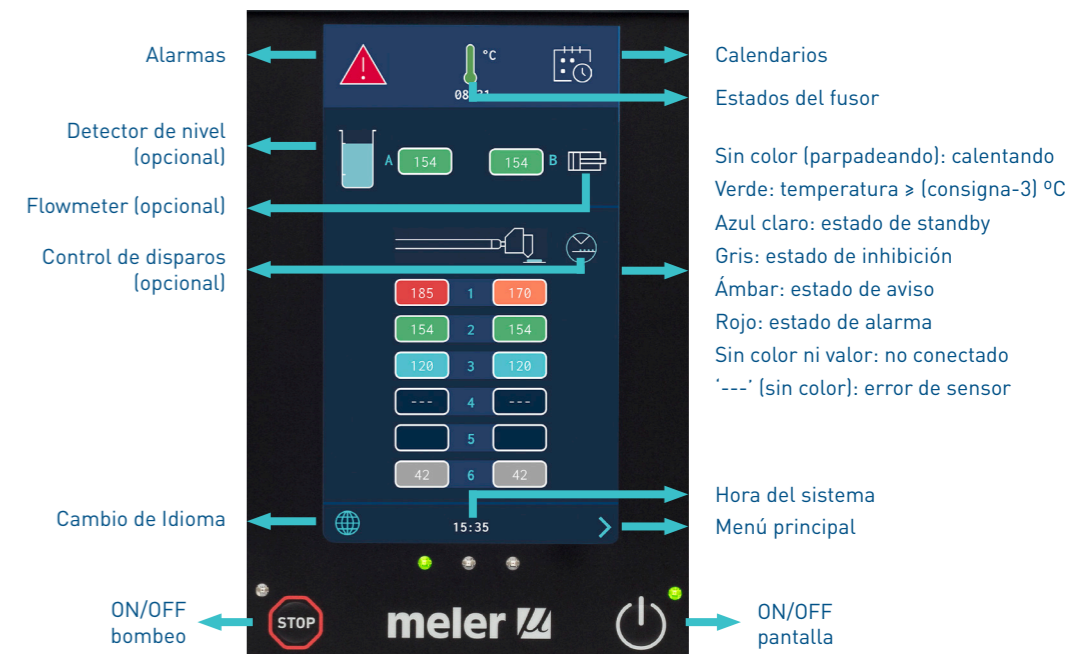 Alarmas
°C
Calendarios
Estados del fusor
Detector de nivel
(opcional)
A 154 154 B
Sin color (parpadeando): calentando
Verde: temperatura ≥ (consigna-3) ºC
Flowmeter (opcional)
Azul claro: estado de standby
Gris: estado de inhibición
Control de disparos
(opcional)
Ámbar: estado de aviso
Rojo: estado de alarma
Sin color ni valor: no conectado
‘---’ (sin color): error de sensor
185 1 170
154 2 154
120 3 120
--- 4 ---
5
42 6 42
Hora del sistema
Cambio de Idioma
15:35
Menú principal
ON/OFF
bombeo
STOP
meler
ON/OFF
pantalla